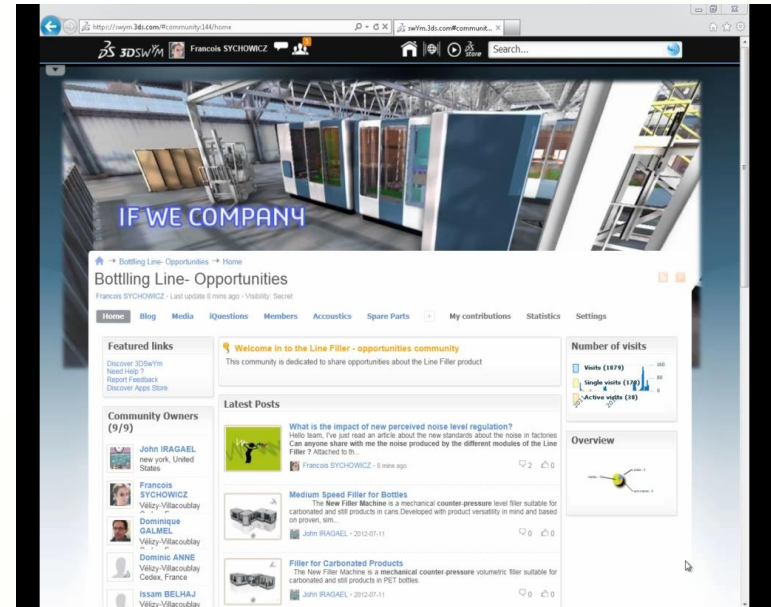 http://swym.3ds.com/#community:144/home
swYm.3ds.com#communit...
3DSWYM
Francois SYCHOWICZ
store
Search...
IF WE COMPANY
Bottlling Line- Opportunities → Home
Bottlling Line- Opportunities
Francois SYCHOWICZ - Last update 8 mins ago - Visibility: Secret
Home Blog Media iQuestions Members Accoustics Spare Parts + My contributions Statistics Settings
Featured links
Discover 3DSwYm
Need Help ?
Report Feedback
Discover Apps Store
Community Owners
(9/9)
John IRAGAEL
new york, United
States
Francois
SYCHOWICZ
Vélizy-Villacoublay
Dominique
GALMEL
Vélizy-Villacoublay
Dominic ANNE
Vélizy-Villacoublay
Cedex, France
Issam BELHAJ
Vélizy-Villacoublay
Welcome in to the Line Filler - opportunities community
This community is dedicated to share opportunities about the Line Filler product
Latest Posts
What is the impact of new perceived noise level regulation?
Hello team, I've just read an article about the new standards about the noise in factories
Can anyone share with me the noise produced by the different modules of the Line
Filler ? Attached to th...
Francois SYCHOWICZ - 8 mins ago 2 0
Medium Speed Filler for Bottles
The New Filler Machine is a mechanical counter-pressure level filler suitable for
carbonated and still products in cans.Developed with product versatility in mind and based
on proven, sim...
John IRAGAEL - 2012-07-11 0 0
Filler for Carbonated Products
The New Filler Machine is a mechanical counter-pressure volumetric filler suitable for
carbonated and still products in PET bottles.
John IRAGAEL - 2012-07-11 0 0
Number of visits
Visits (1879)
Single visits (178)
Active visits (38)
Overview